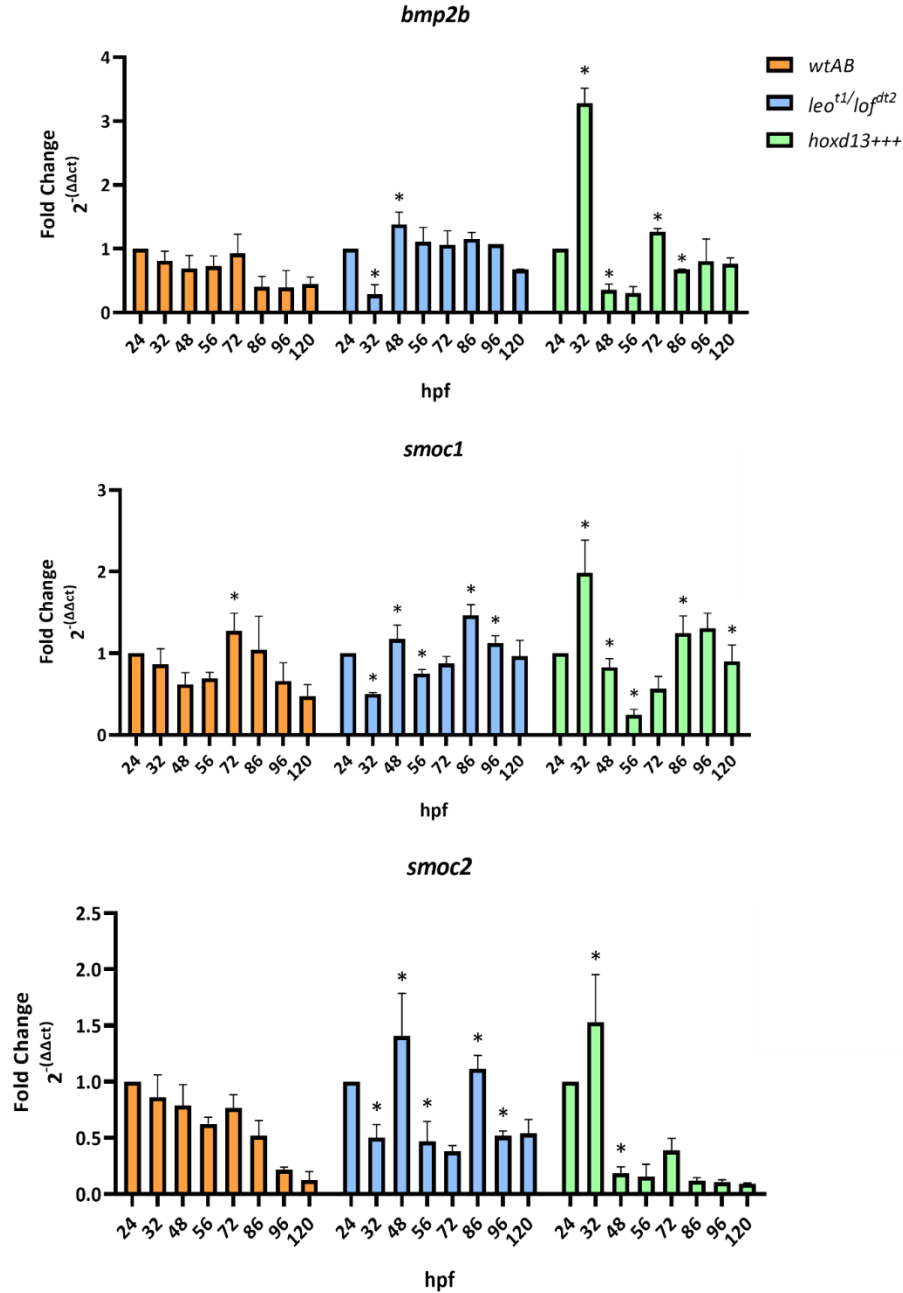 bmp2b
wtAB
leo^t1/lof^dt2
hoxd13+++
Fold Change
2^-(ΔΔct)
4
3
2
1
0
* * * * * *
24 32 48 56 72 86 96 120 24 32 48 56 72 86 96 120 24 32 48 56 72 86 96 120
hpf
smoc1
Fold Change
2^-(ΔΔct)
3
2
1
0
* * * * * * * * * * *
24 32 48 56 72 86 96 120 24 32 48 56 72 86 96 120 24 32 48 56 72 86 96 120
hpf
smoc2
Fold Change
2^-(ΔΔct)
2.5
2.0
1.5
1.0
0.5
0.0
* * * * * * *
24 32 48 56 72 86 96 120 24 32 48 56 72 86 96 120 24 32 48 56 72 86 96 120
hpf